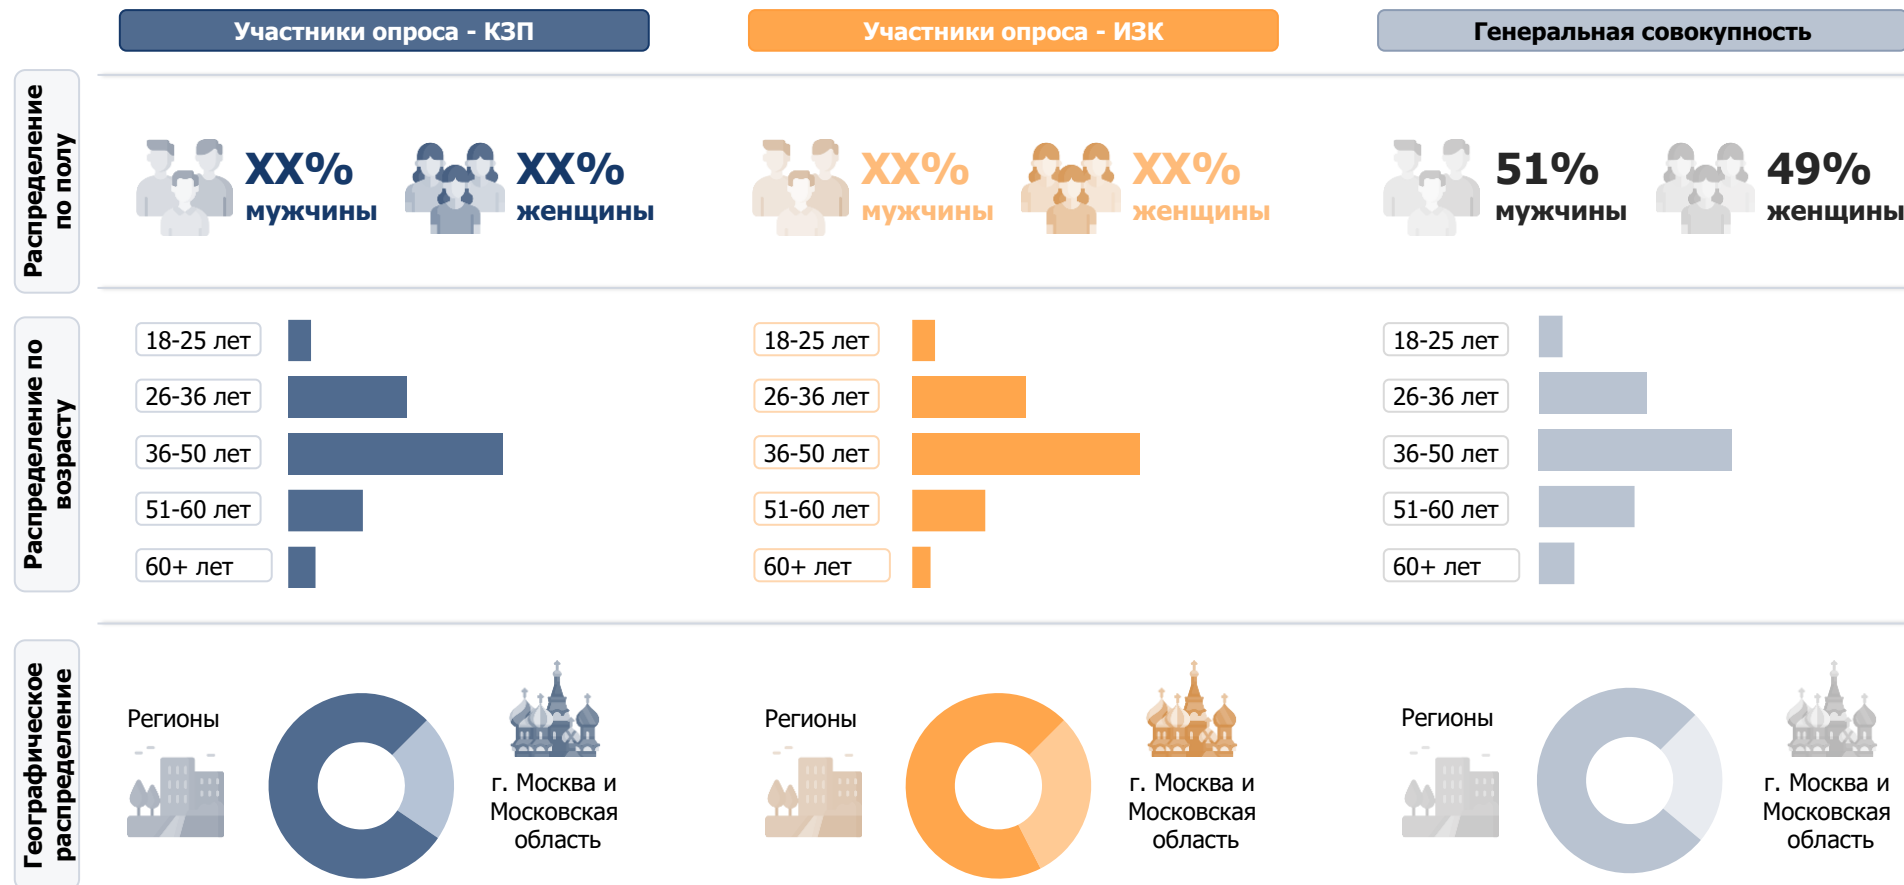 Участники опроса - КЗП
Участники опроса - ИЗК
Генеральная совокупность
Распределение
по полу
XX%
мужчины
XX%
женщины
XX%
мужчины
XX%
женщины
51%
мужчины
49%
женщины
Распределение по
возрасту
18-25 лет
26-36 лет
36-50 лет
51-60 лет
60+ лет
18-25 лет
26-36 лет
36-50 лет
51-60 лет
60+ лет
18-25 лет
26-36 лет
36-50 лет
51-60 лет
60+ лет
Географическое
распределение
Регионы
г. Москва и
Московская
область
Регионы
г. Москва и
Московская
область
Регионы
г. Москва и
Московская
область